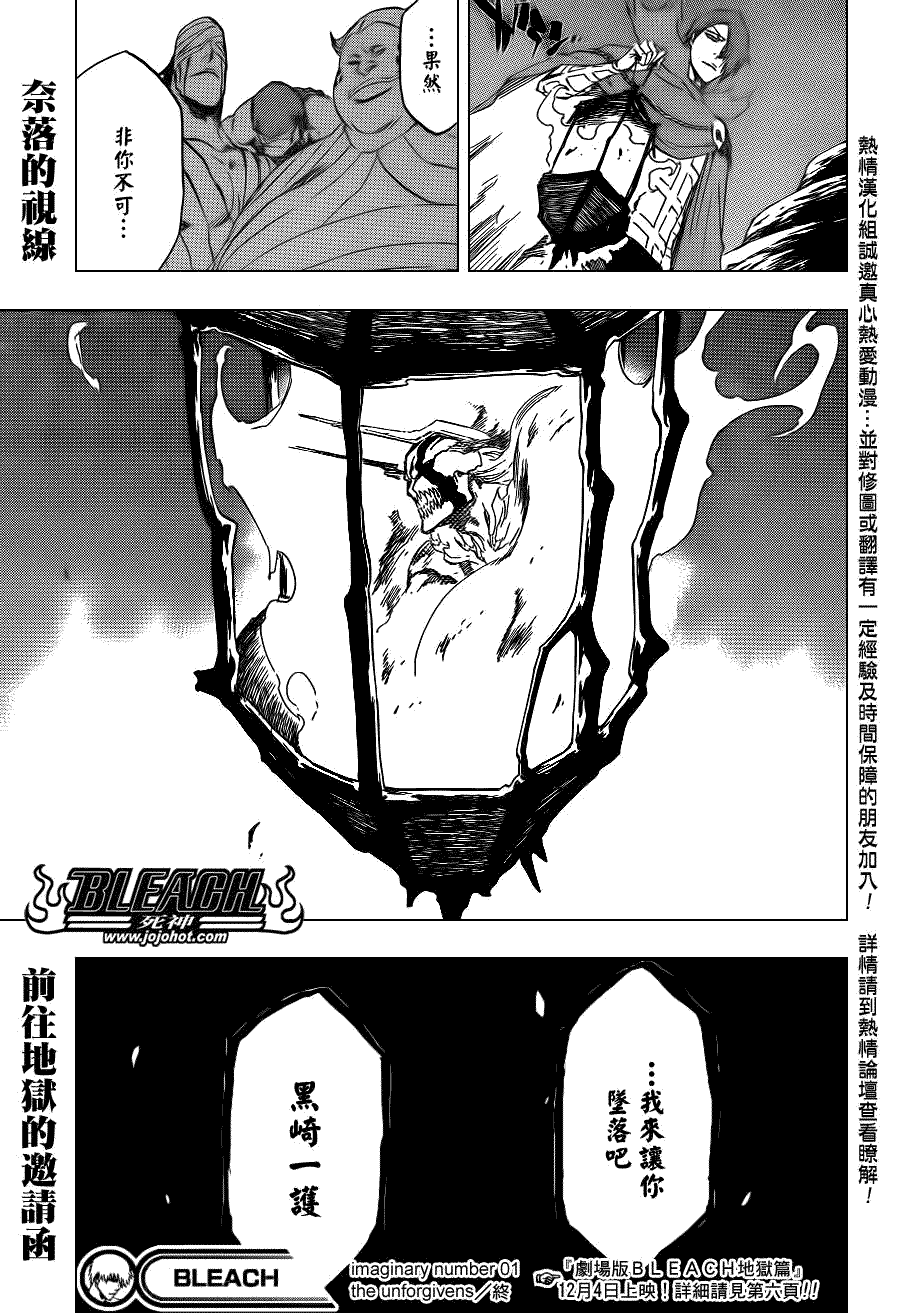 …果然
非你不可…
奈落的視線
熱情漢化組誠邀真心熱愛動漫…並對修圖或翻譯有一定經驗及時間保障的朋友加入！ 詳情請到熱情論壇查看瞭解！
BLEACH
死神
www.jojohot.com
…我來讓你
墜落吧
黑崎一護
前往地獄的邀請函
BLEACH
imaginary number 01
the unforgivens／終
☞『劇場版BLEACH地獄篇』
12月4日上映！詳細請見第六頁!!